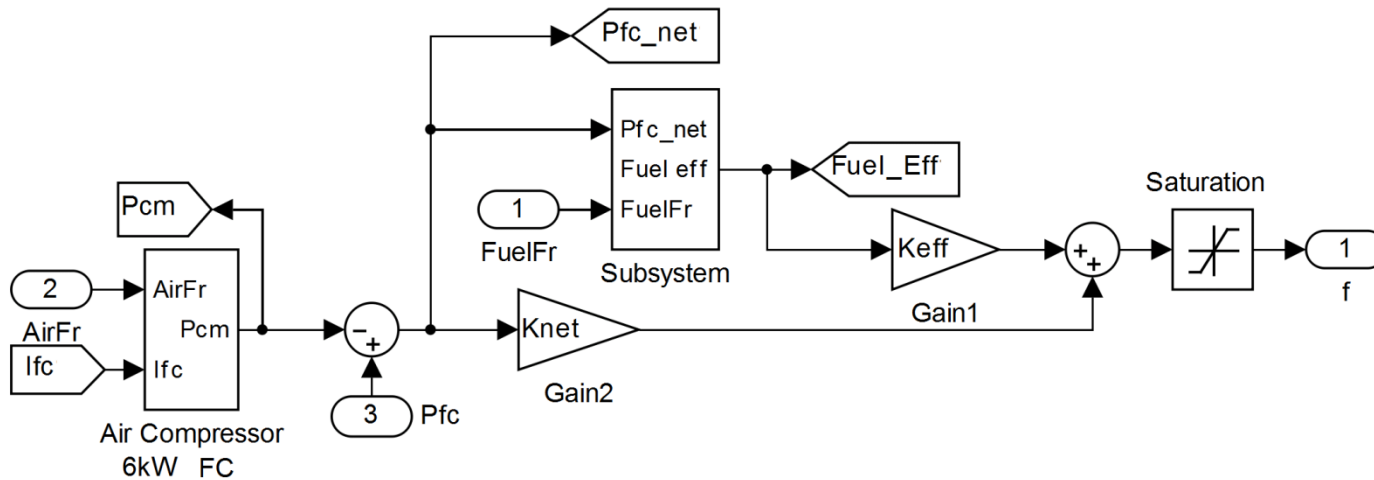 Pfc_net
Pfc_net
Fuel eff
FuelFr
Subsystem
1
FuelFr
Fuel_Eff
Saturation
Pcm
2
AirFr
Ifc
AirFr
Pcm
Ifc
Air Compressor
6kW FC
−
+
3
Pfc
Knet
Gain2
Keff
Gain1
+
+
1
f